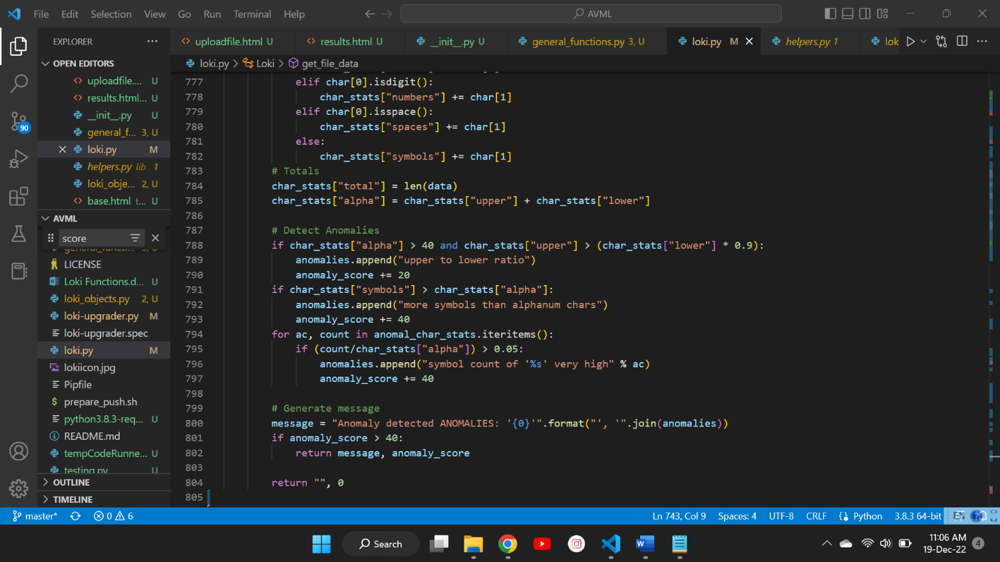 File Edit Selection View Go Run Terminal Help
AVML
EXPLORER
uploadfile.html U
results.html U
__init__.py U
general_functions.py 3, U
loki.py M
helpers.py 1
lok
OPEN EDITORS
loki.py > Loki > get_file_data
uploadfile.... U
results.html... U
__init__.py U
general_f... 3, U
loki.py M
helpers.py lib 1
loki_obje... 2, U
base.html t... U
AVML
score
LICENSE
Loki Functions.d... U
loki_objects.py 2, U
loki-upgrader.py M
loki-upgrader.spec
loki.py M
lokiicon.jpg
Pipfile
prepare_push.sh
python3.8.3-req... U
README.md
tempCodeRunne... U
testing.py U
OUTLINE
TIMELINE
90
777 elif char[0].isdigit():
778 char_stats["numbers"] += char[1]
779 elif char[0].isspace():
780 char_stats["spaces"] += char[1]
781 else:
782 char_stats["symbols"] += char[1]
783 # Totals
784 char_stats["total"] = len(data)
785 char_stats["alpha"] = char_stats["upper"] + char_stats["lower"]
786
787 # Detect Anomalies
788 if char_stats["alpha"] > 40 and char_stats["upper"] > (char_stats["lower"] * 0.9):
789 anomalies.append("upper to lower ratio")
790 anomaly_score += 20
791 if char_stats["symbols"] > char_stats["alpha"]:
792 anomalies.append("more symbols than alphanum chars")
793 anomaly_score += 40
794 for ac, count in anomal_char_stats.iteritems():
795 if (count/char_stats["alpha"]) > 0.05:
796 anomalies.append("symbol count of '%s' very high" % ac)
797 anomaly_score += 40
798
799 # Generate message
800 message = "Anomaly detected ANOMALIES: '{0}'".format("', '".join(anomalies))
801 if anomaly_score > 40:
802 return message, anomaly_score
803
804 return "", 0
805
master* 0 6
Ln 743, Col 9 Spaces: 4 UTF-8 CRLF Python 3.8.3 64-bit
Search
11:06 AM
19-Dec-22
4